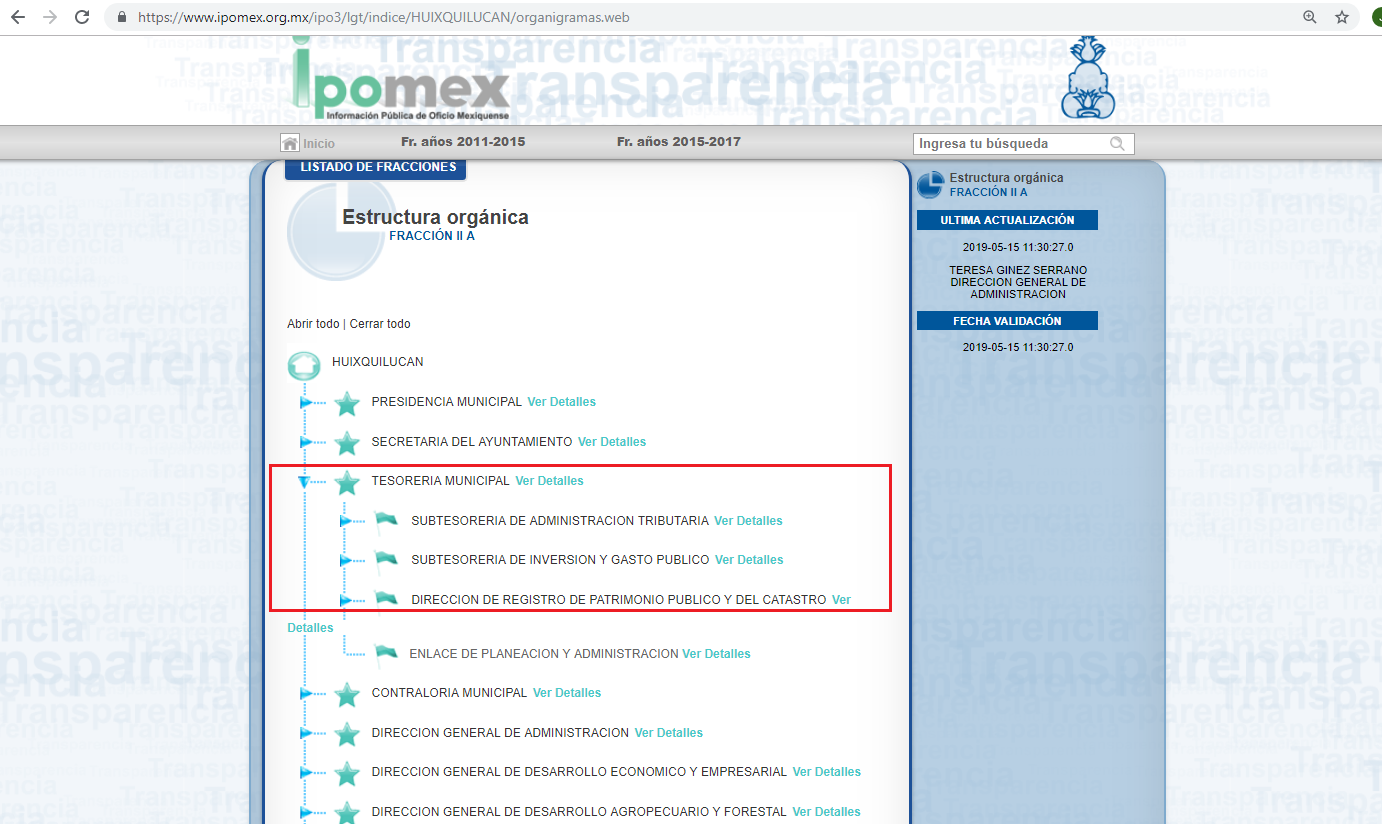 https://www.ipomex.org.mx/ipo3/lgt/indice/HUIXQUILUCAN/organigramas.web
ipomex
Información Pública de Oficio Mexiquense
Transparencia
Inicio
Fr. años 2011-2015
Fr. años 2015-2017
Ingresa tu búsqueda
LISTADO DE FRACCIONES
Estructura orgánica
FRACCIÓN II A
Abrir todo | Cerrar todo
HUIXQUILUCAN
PRESIDENCIA MUNICIPAL Ver Detalles
SECRETARIA DEL AYUNTAMIENTO Ver Detalles
TESORERIA MUNICIPAL Ver Detalles
SUBTESORERIA DE ADMINISTRACION TRIBUTARIA Ver Detalles
SUBTESORERIA DE INVERSION Y GASTO PUBLICO Ver Detalles
DIRECCION DE REGISTRO DE PATRIMONIO PUBLICO Y DEL CATASTRO Ver
Detalles
ENLACE DE PLANEACION Y ADMINISTRACION Ver Detalles
CONTRALORIA MUNICIPAL Ver Detalles
DIRECCION GENERAL DE ADMINISTRACION Ver Detalles
DIRECCION GENERAL DE DESARROLLO ECONOMICO Y EMPRESARIAL Ver Detalles
DIRECCION GENERAL DE DESARROLLO AGROPECUARIO Y FORESTAL Ver Detalles
Estructura orgánica
FRACCIÓN II A
ULTIMA ACTUALIZACIÓN
2019-05-15 11:30:27.0
TERESA GINEZ SERRANO
DIRECCION GENERAL DE
ADMINISTRACION
FECHA VALIDACIÓN
2019-05-15 11:30:27.0